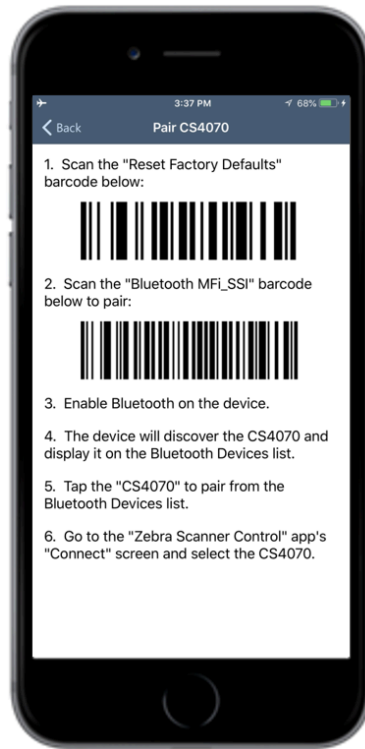 3:37 PM
68%
Back
Pair CS4070
1. Scan the "Reset Factory Defaults"
barcode below:
2. Scan the "Bluetooth MFi_SSI" barcode
below to pair:
3. Enable Bluetooth on the device.
4. The device will discover the CS4070 and
display it on the Bluetooth Devices list.
5. Tap the "CS4070" to pair from the
Bluetooth Devices list.
6. Go to the "Zebra Scanner Control" app's
"Connect" screen and select the CS4070.